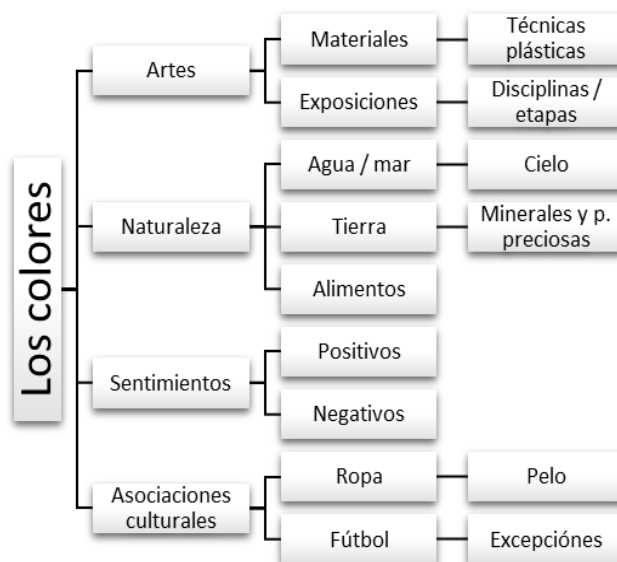 Los colores
Artes
Materiales
Técnicas
plásticas
Exposiciones
Disciplinas /
etapas
Naturaleza
Agua / mar
Cielo
Tierra
Minerales y p.
preciosas
Alimentos
Sentimientos
Positivos
Negativos
Asociaciones
culturales
Ropa
Pelo
Fútbol
Excepciónes